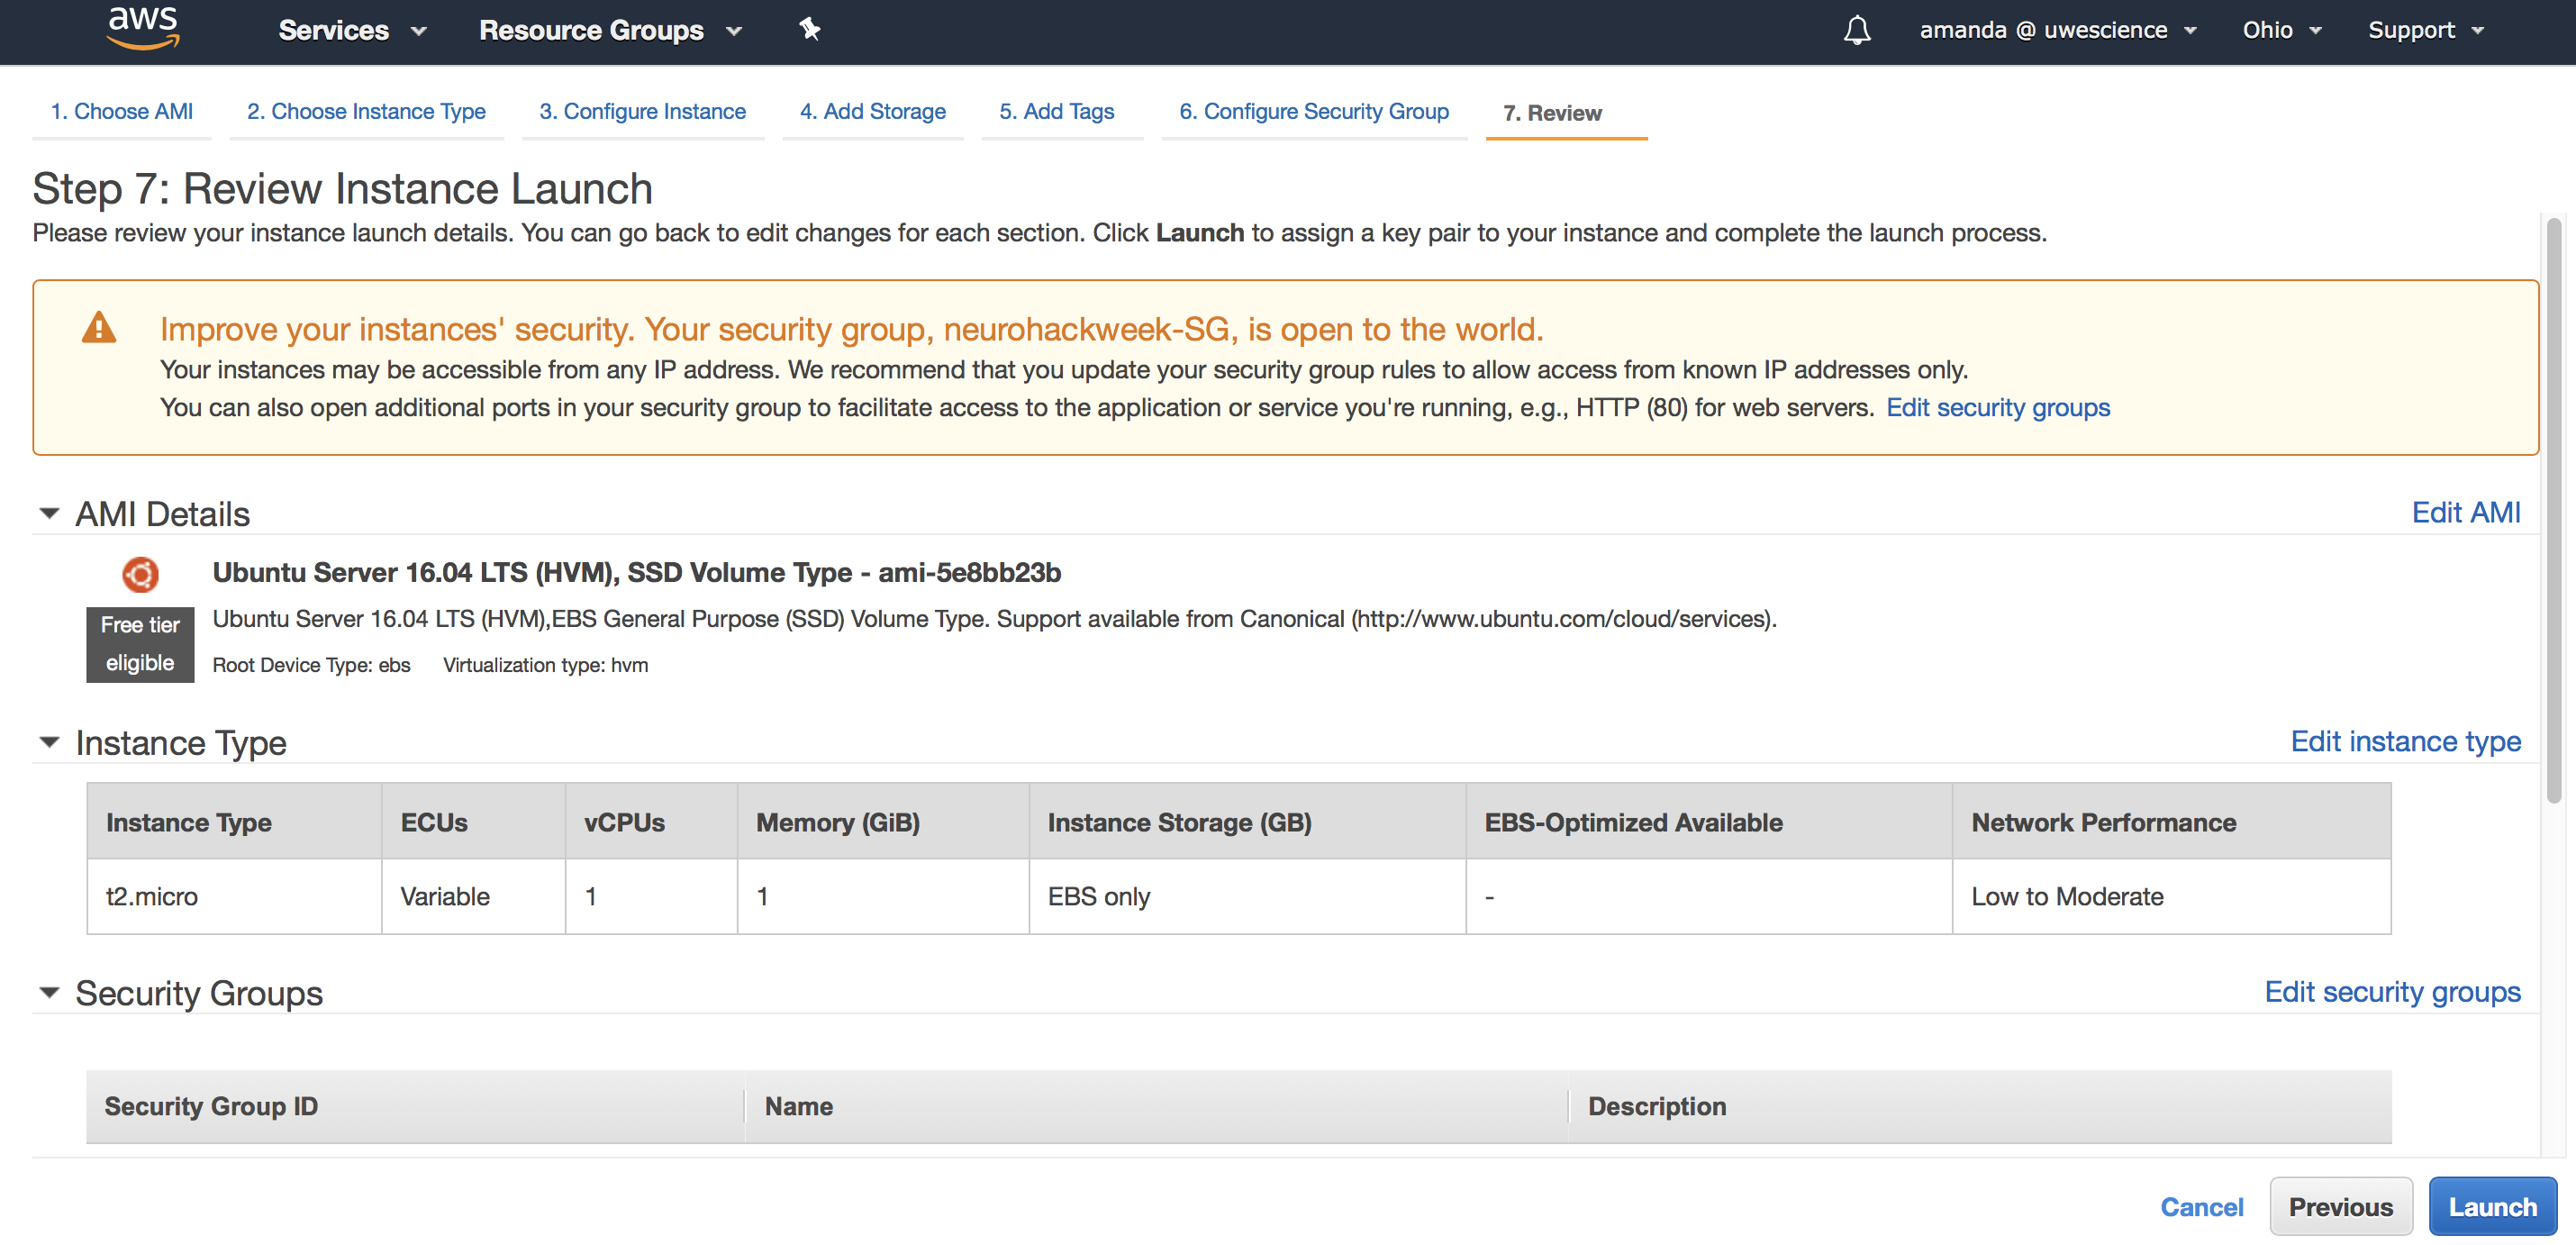 aws Services Resource Groups amanda @ uwescience Ohio Support
1. Choose AMI 2. Choose Instance Type 3. Configure Instance 4. Add Storage 5. Add Tags 6. Configure Security Group 7. Review
Step 7: Review Instance Launch
Please review your instance launch details. You can go back to edit changes for each section. Click Launch to assign a key pair to your instance and complete the launch process.
Improve your instances' security. Your security group, neurohackweek-SG, is open to the world.
Your instances may be accessible from any IP address. We recommend that you update your security group rules to allow access from known IP addresses only.
You can also open additional ports in your security group to facilitate access to the application or service you're running, e.g., HTTP (80) for web servers. Edit security groups
AMI Details Edit AMI
Ubuntu Server 16.04 LTS (HVM), SSD Volume Type - ami-5e8bb23b
Free tier
eligible
Ubuntu Server 16.04 LTS (HVM),EBS General Purpose (SSD) Volume Type. Support available from Canonical (http://www.ubuntu.com/cloud/services).
Root Device Type: ebs Virtualization type: hvm
Instance Type Edit instance type
Instance Type ECUs vCPUs Memory (GiB) Instance Storage (GB) EBS-Optimized Available Network Performance
t2.micro Variable 1 1 EBS only - Low to Moderate
Security Groups Edit security groups
Security Group ID Name Description
Cancel Previous Launch